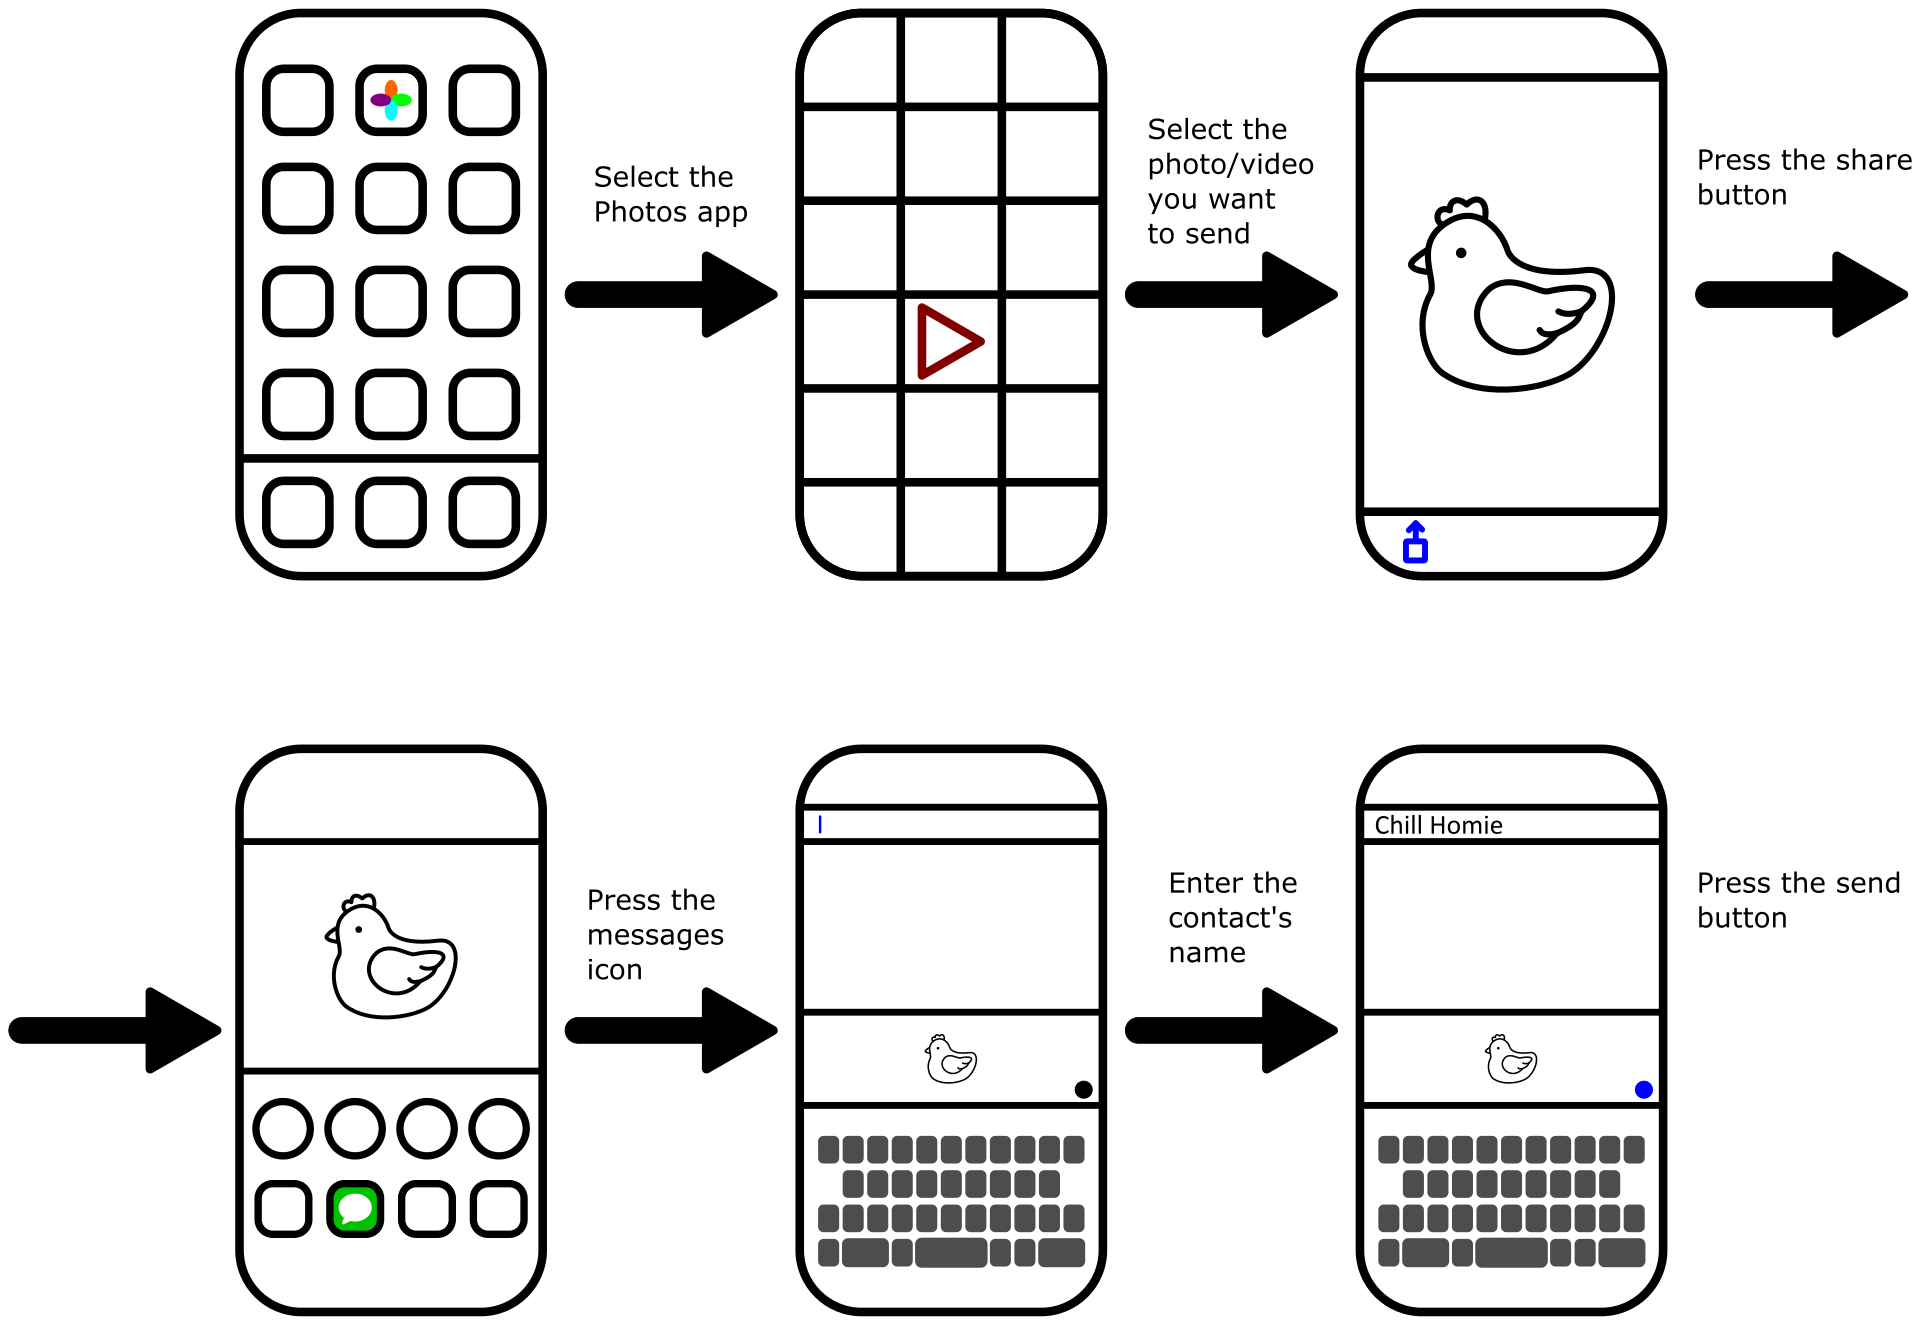 Select the
Photos app
Select the
photo/video
you want
to send
Press the share
button
Press the
messages
icon
Enter the
contact's
name
Chill Homie
Press the send
button